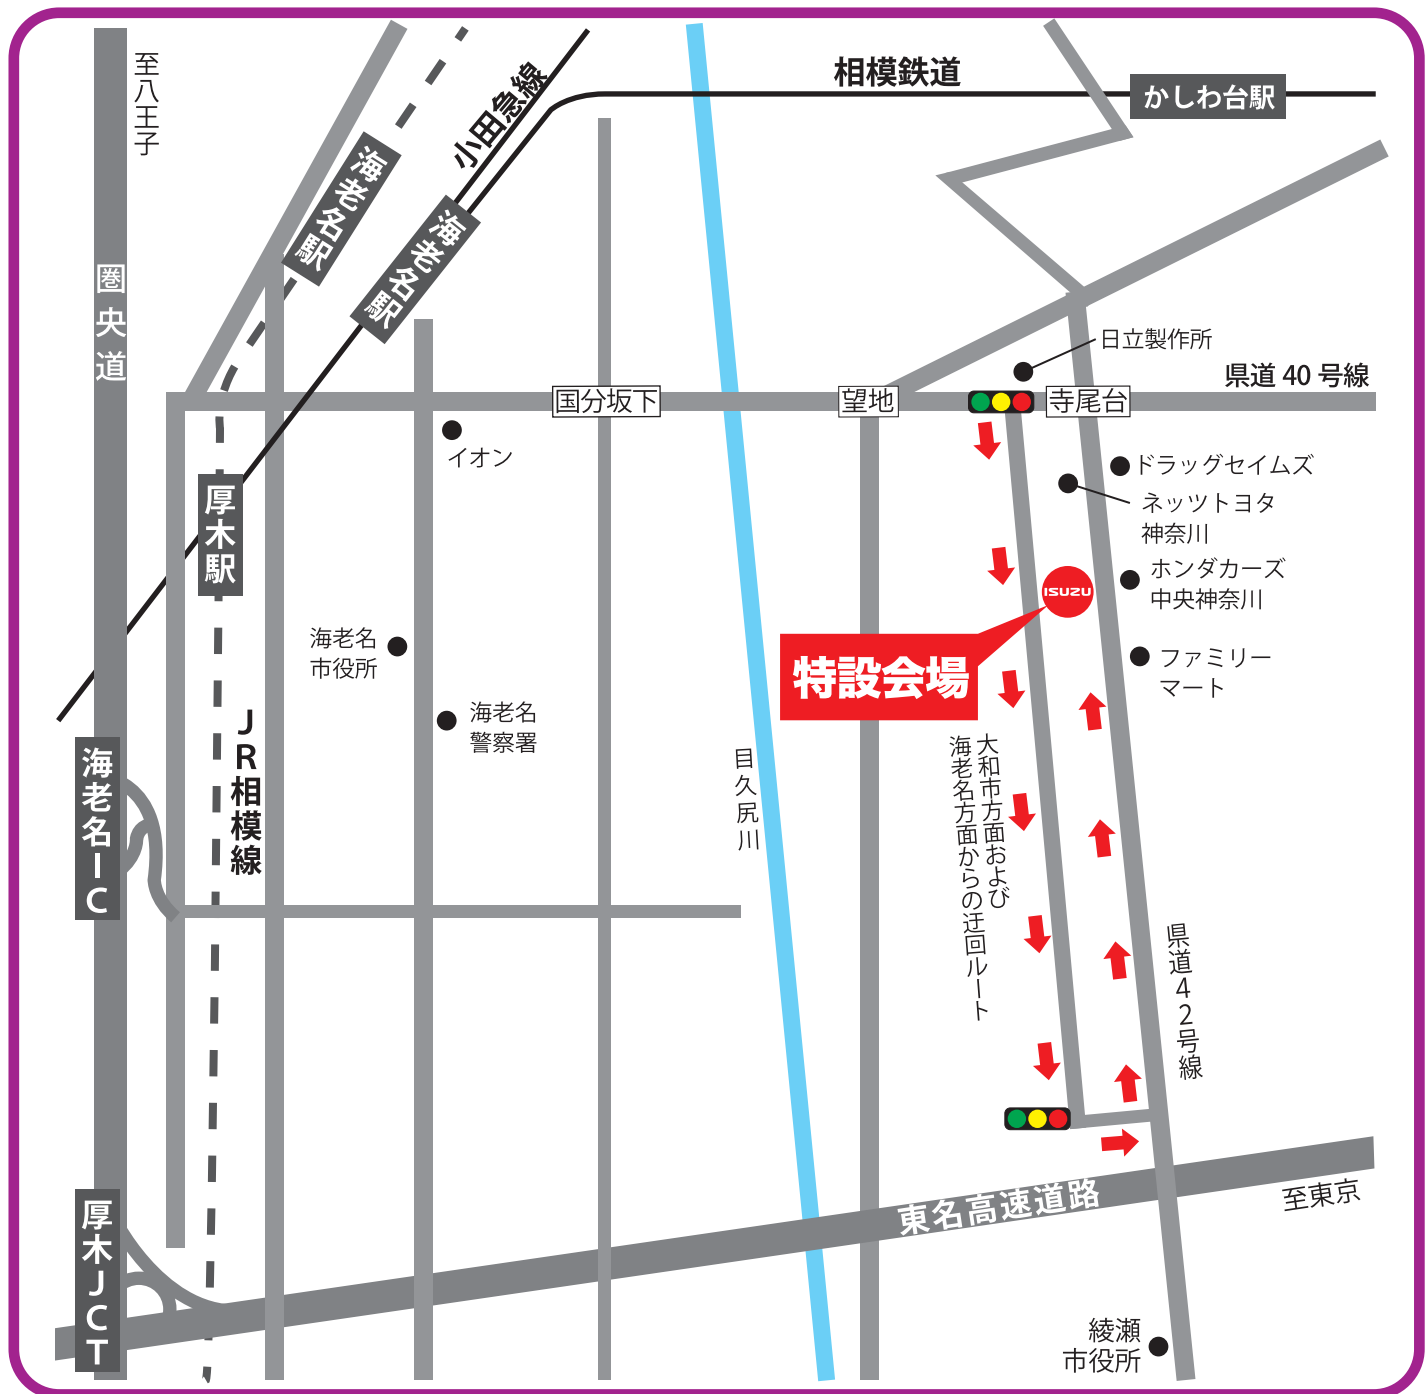 至八王子
圏央道
海老名駅
小田急線
海老名駅
相模鉄道
かしわ台駅
日立製作所
県道 40 号線
国分坂下
望地
寺尾台
イオン
ドラッグセイムズ
ネッツトヨタ
神奈川
厚木駅
ISUZU
ホンダカーズ
中央神奈川
海老名
市役所
特設会場
ファミリー
マート
海老名
警察署
JR相模線
海老名IC
目久尻川
大和市方面および
海老名方面からの迂回ルート
県道42号線
東名高速道路
至東京
厚木JCT
綾瀬
市役所